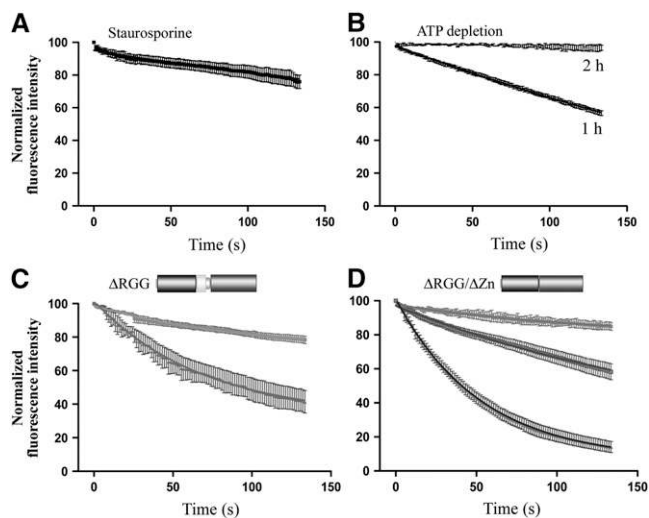 A
Staurosporine
Normalized
fluorescence intensity
100
80
60
40
20
0
0
50
100
150
Time (s)
B
ATP depletion
2 h
1 h
100
80
60
40
20
0
0
50
100
150
Time (s)
C
ΔRGG
Normalized
fluorescence intensity
100
80
60
40
20
0
0
50
100
150
Time (s)
D
ΔRGG/ΔZn
100
80
60
40
20
0
0
50
100
150
Time (s)